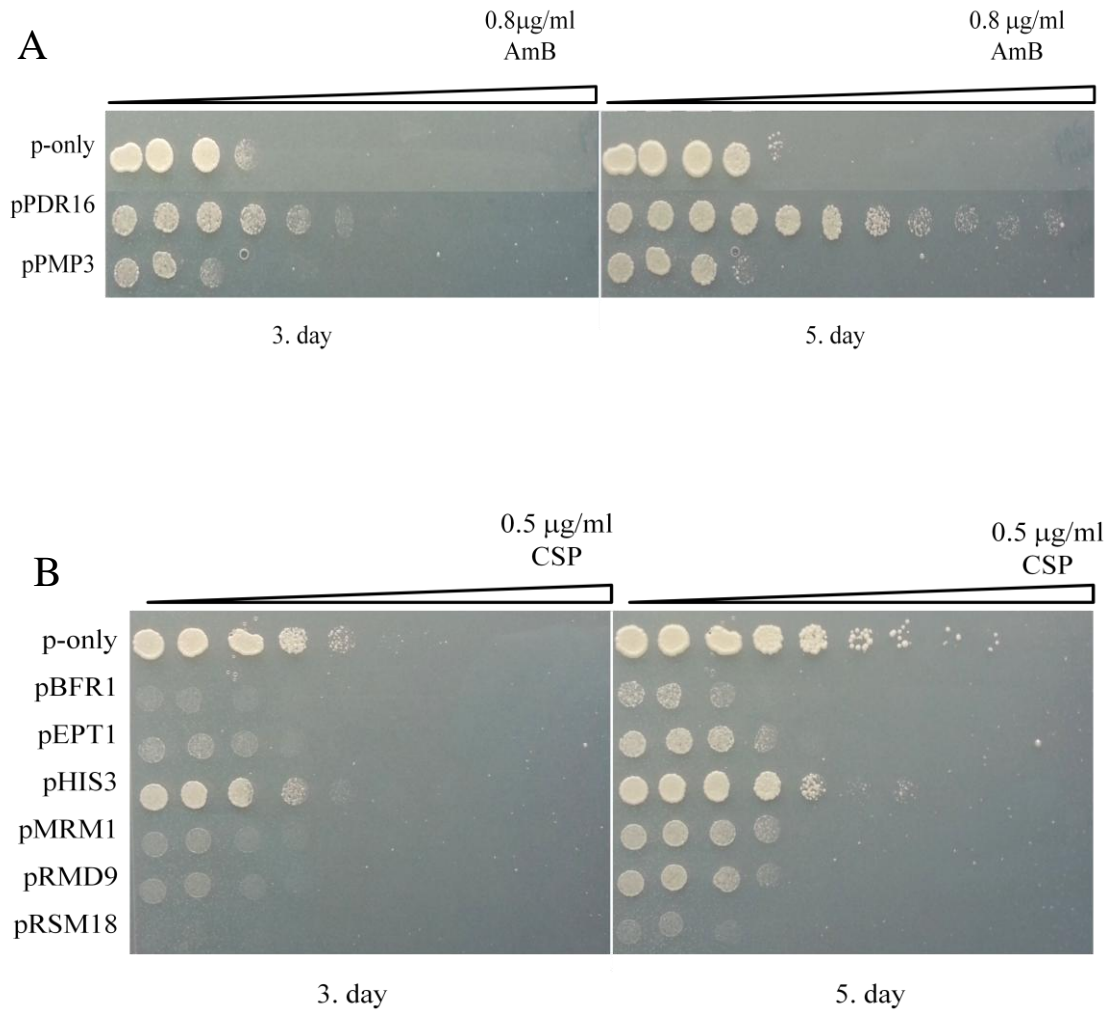 A
0.8μg/ml
AmB
0.8 μg/ml
AmB
p-only
pPDR16
pPMP3
3. day
5. day
B
0.5 μg/ml
CSP
0.5 μg/ml
CSP
p-only
pBFR1
pEPT1
pHIS3
pMRM1
pRMD9
pRSM18
3. day
5. day